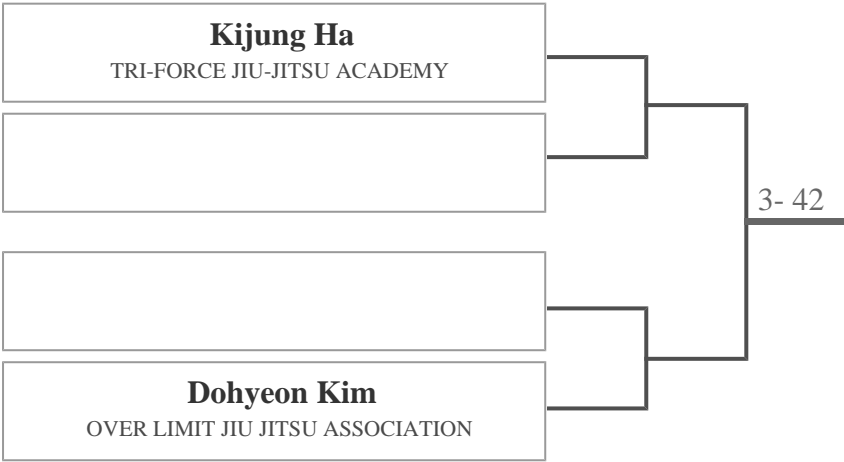 Kijung Ha
TRI-FORCE JIU-JITSU ACADEMY
3- 42
Dohyeon Kim
OVER LIMIT JIU JITSU ASSOCIATION